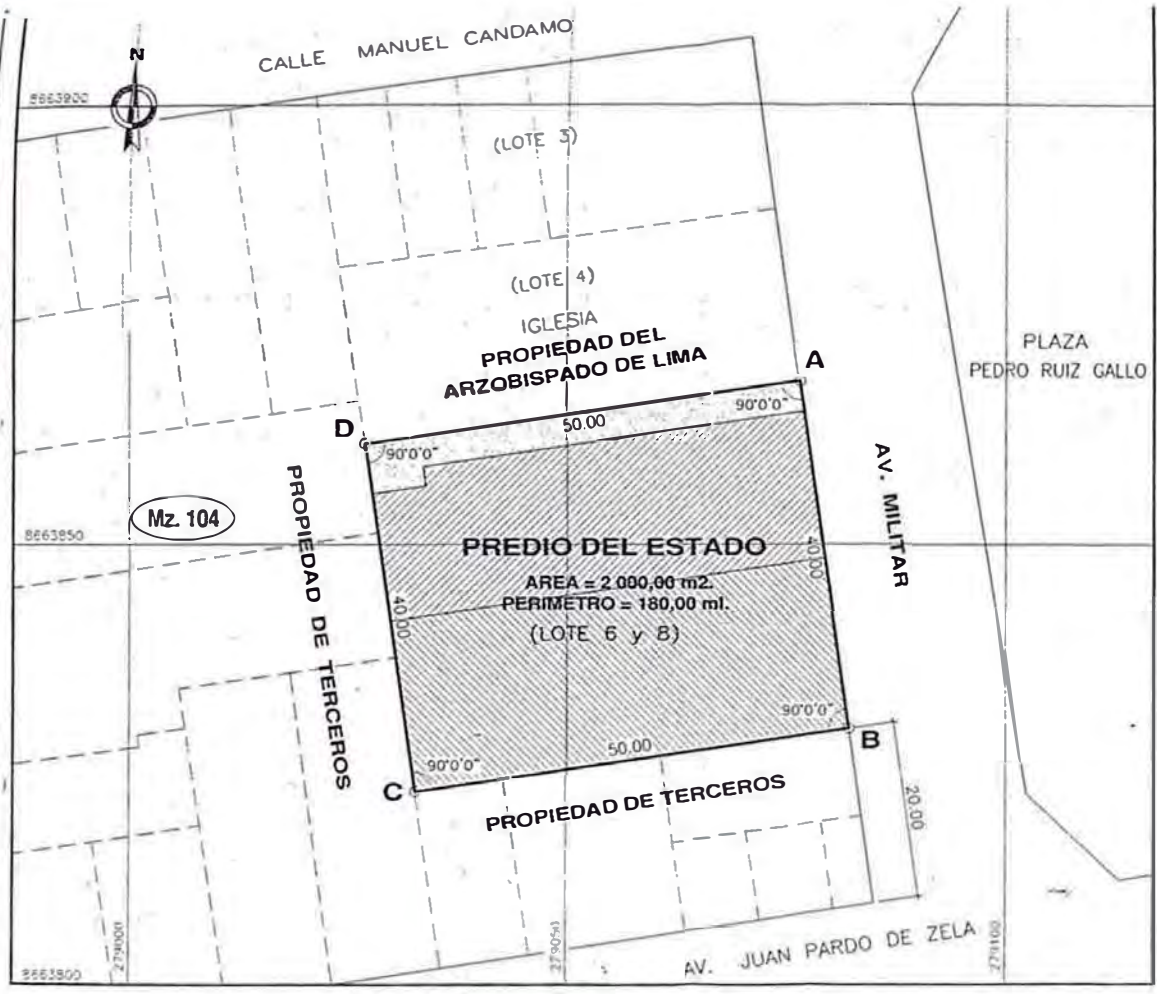 CALLE MANUEL CANDAMO
N
8663900
(LOTE 3)
(LOTE 4)
IGLESIA
PROPIEDAD DEL
ARZOBISPADO DE LIMA
PLAZA
PEDRO RUIZ GALLO
A
90°0'0"
50.00
D
90°0'0"
PROPIEDAD DE TERCEROS
Mz. 104
AV. MILITAR
8663850
PREDIO DEL ESTADO
40.00
AREA = 2 000,00 m2.
PERIMETRO = 180,00 ml.
40.00
(LOTE 6 y 8)
90°0'0"
B
50.00
90°0'0"
C
PROPIEDAD DE TERCEROS
20.00
279000
279050
279100
AV. JUAN PARDO DE ZELA
8663800